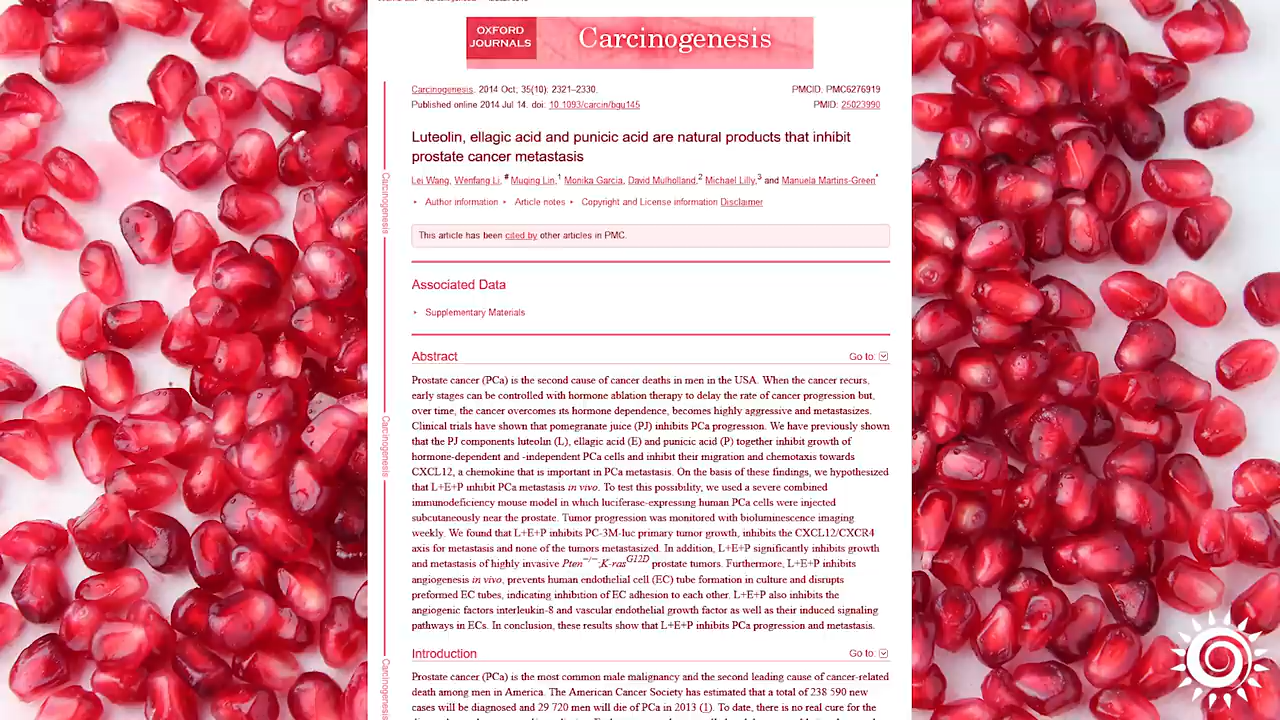 OXFORD
JOURNALS
Carcinogenesis
Carcinogenesis. 2014 Oct; 35(10): 2321–2330.
PMCID: PMC6276919
Published online 2014 Jul 14. doi: 10.1093/carcin/bgu145
PMID: 25023990
Luteolin, ellagic acid and punicic acid are natural products that inhibit
prostate cancer metastasis
Lei Wang, Wenfang Li,# Muqing Lin,1 Monika Garcia, David Mulholland,2 Michael Lilly,3 and Manuela Martins-Green*
Author information Article notes Copyright and License information Disclaimer
This article has been cited by other articles in PMC.
Associated Data
Supplementary Materials
Abstract
Go to:
Prostate cancer (PCa) is the second cause of cancer deaths in men in the USA. When the cancer recurs,
early stages can be controlled with hormone ablation therapy to delay the rate of cancer progression but,
over time, the cancer overcomes its hormone dependence, becomes highly aggressive and metastasizes.
Clinical trials have shown that pomegranate juice (PJ) inhibits PCa progression. We have previously shown
that the PJ components luteolin (L), ellagic acid (E) and punicic acid (P) together inhibit growth of
hormone-dependent and -independent PCa cells and inhibit their migration and chemotaxis towards
CXCL12, a chemokine that is important in PCa metastasis. On the basis of these findings, we hypothesized
that L+E+P inhibit PCa metastasis in vivo. To test this possibility, we used a severe combined
immunodeficiency mouse model in which luciferase-expressing human PCa cells were injected
subcutaneously near the prostate. Tumor progression was monitored with bioluminescence imaging
weekly. We found that L+E+P inhibits PC-3M-luc primary tumor growth, inhibits the CXCL12/CXCR4
axis for metastasis and none of the tumors metastasized. In addition, L+E+P significantly inhibits growth
and metastasis of highly invasive Pten−/−;K-rasG12D prostate tumors. Furthermore, L+E+P inhibits
angiogenesis in vivo, prevents human endothelial cell (EC) tube formation in culture and disrupts
preformed EC tubes, indicating inhibition of EC adhesion to each other. L+E+P also inhibits the
angiogenic factors interleukin-8 and vascular endothelial growth factor as well as their induced signaling
pathways in ECs. In conclusion, these results show that L+E+P inhibits PCa progression and metastasis.
Introduction
Go to:
Prostate cancer (PCa) is the most common male malignancy and the second leading cause of cancer-related
death among men in America. The American Cancer Society has estimated that a total of 238 590 new
cases will be diagnosed and 29 720 men will die of PCa in 2013 (1). To date, there is no real cure for the
Carcinogenesis
Carcinogenesis
Carcinogenesis